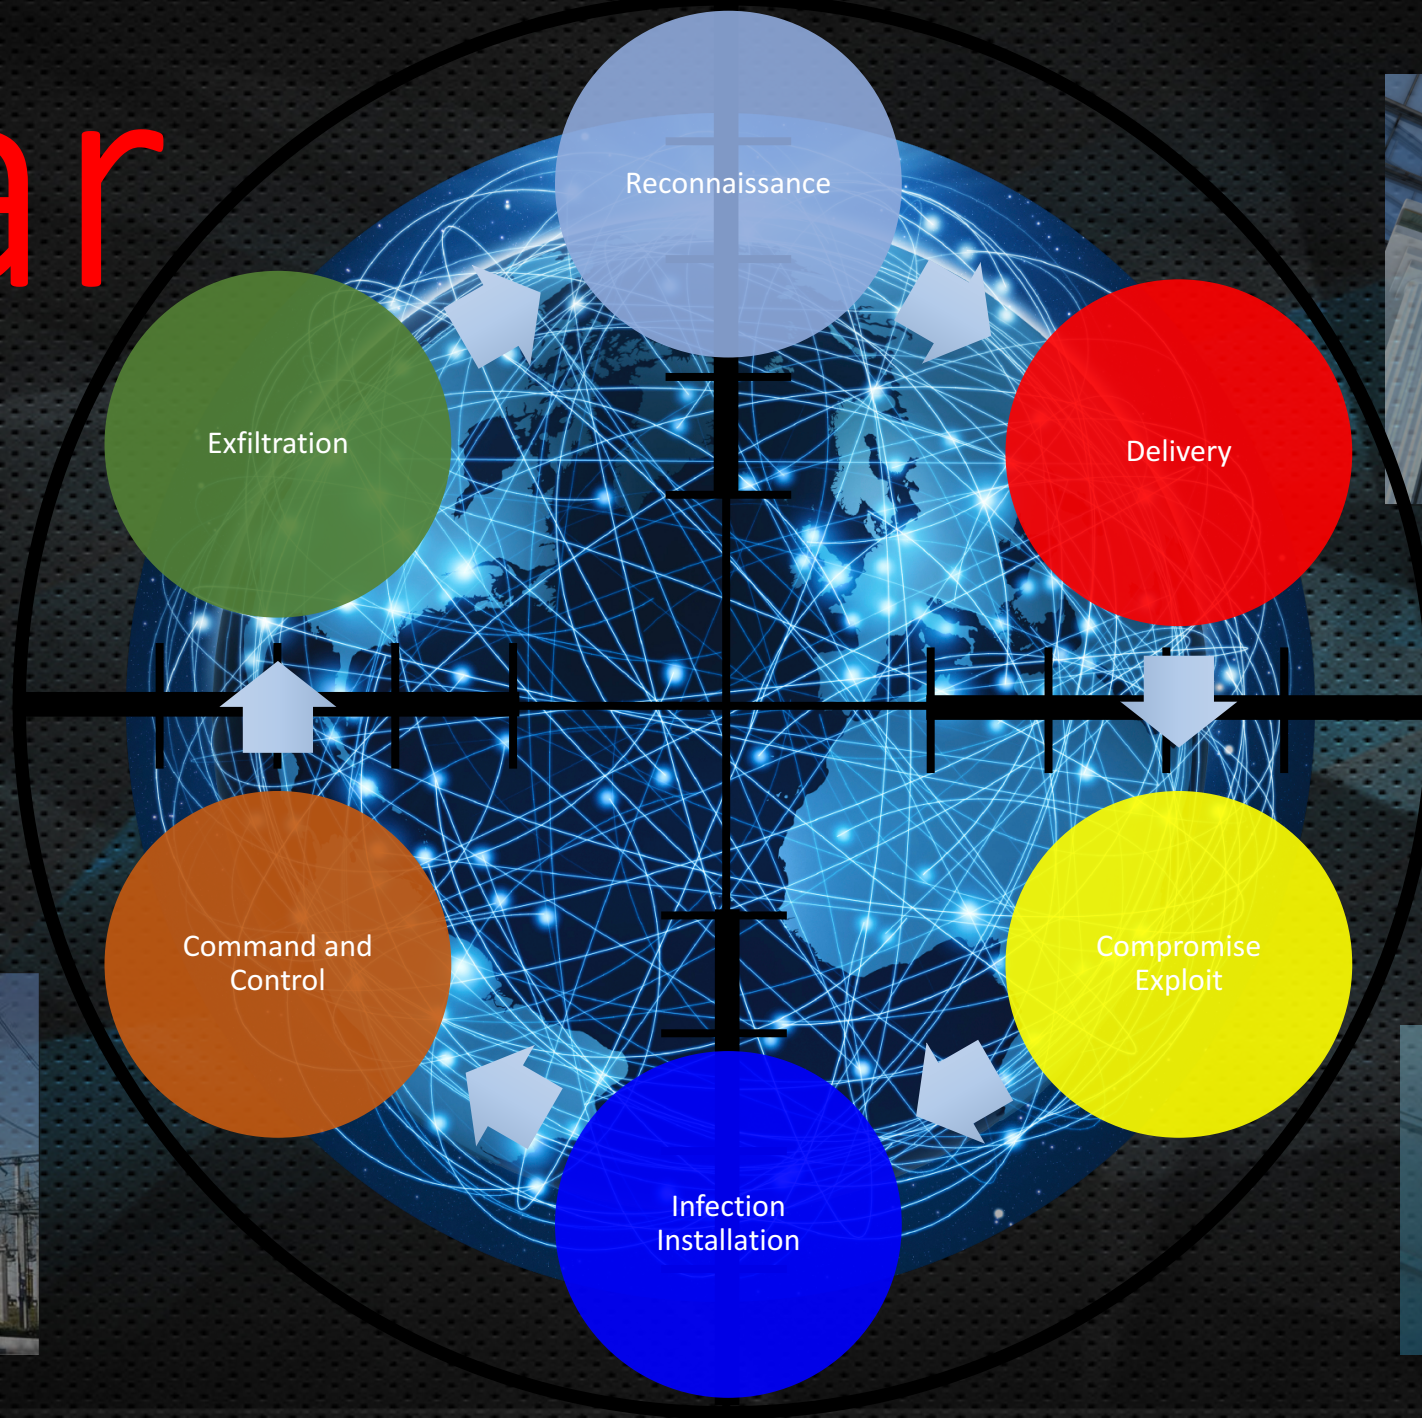 ar
Reconnaissance
Delivery
Compromise
Exploit
Infection
Installation
Command and
Control
Exfiltration